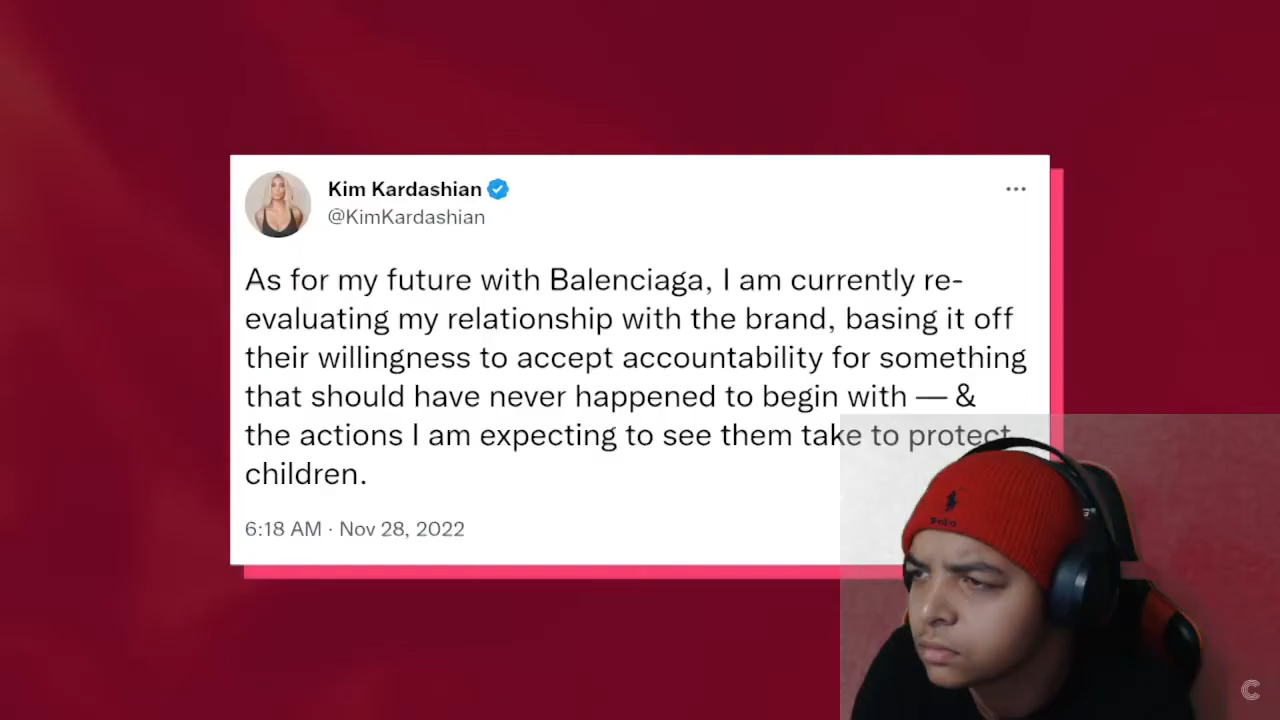 Kim Kardashian
@KimKardashian
As for my future with Balenciaga, I am currently re-
evaluating my relationship with the brand, basing it off
their willingness to accept accountability for something
that should have never happened to begin with — &
the actions I am expecting to see them take to protect
children.
6:18 AM · Nov 28, 2022
Polo